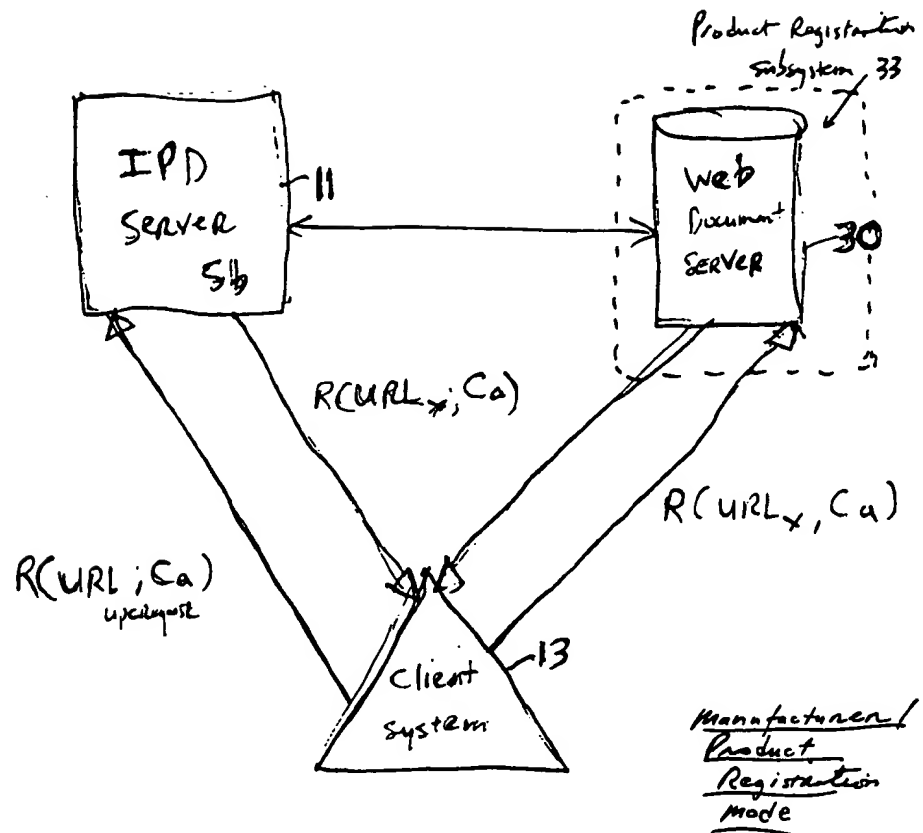 Product Registration
subsystem 33
IPD
Server
Sb
11
Web
Document
Server
30
R(URLx; Ca)
R(URLx, Ca)
R(URL; Ca)
Client
System
13
Manufacturer/
Product
Registration
Mode